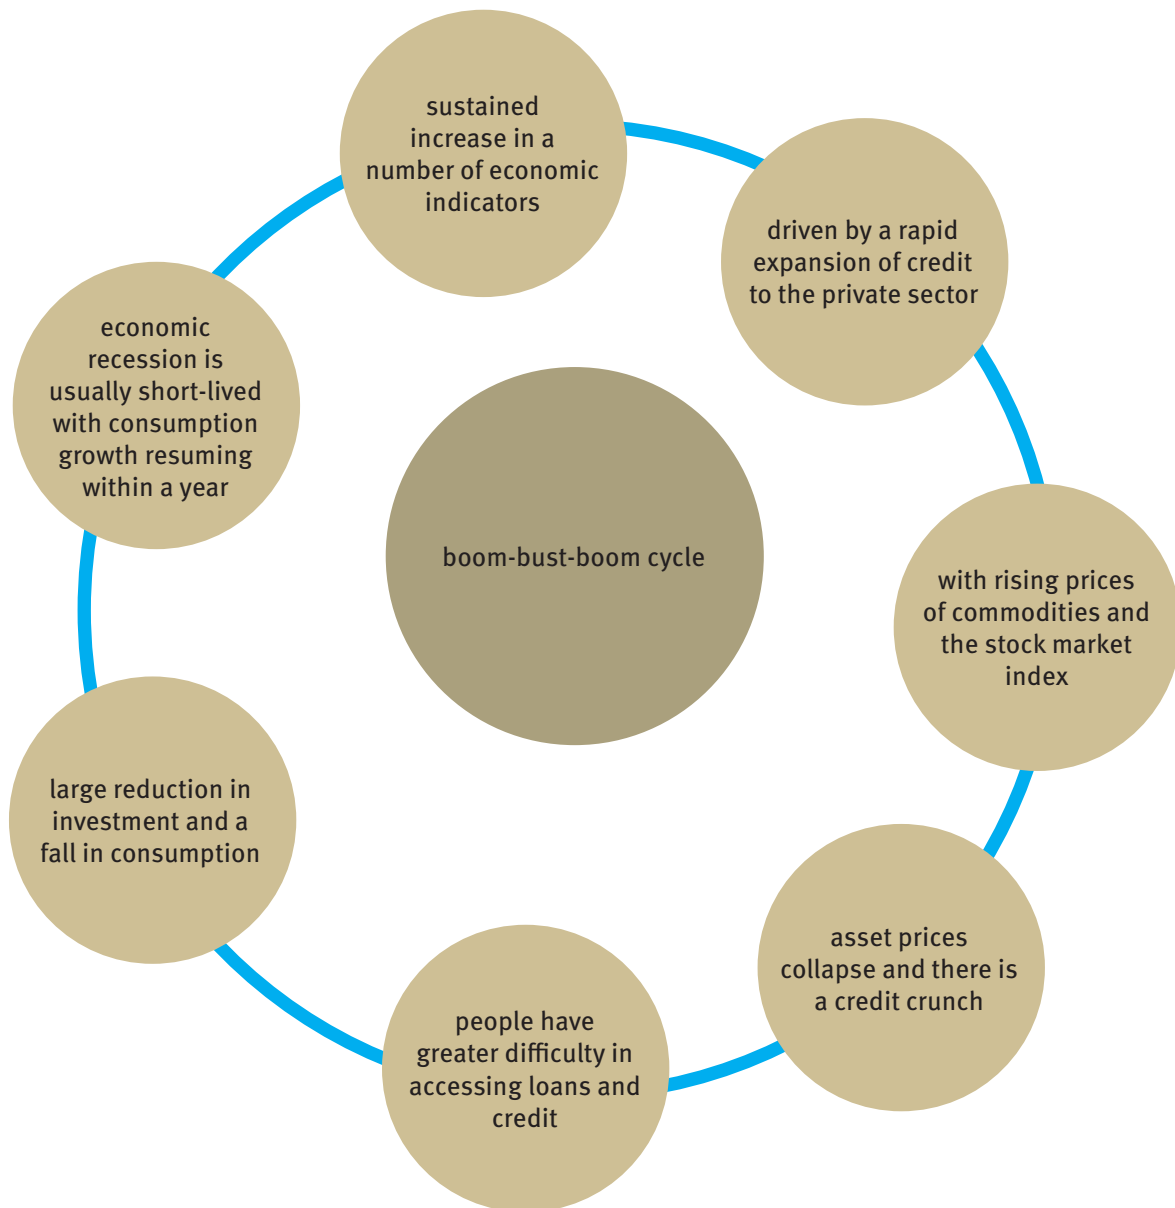 sustained
increase in a
number of economic
indicators
driven by a rapid
expansion of credit
to the private sector
with rising prices
of commodities and
the stock market
index
asset prices
collapse and there is
a credit crunch
people have
greater difficulty in
accessing loans and
credit
large reduction in
investment and a
fall in consumption
economic
recession is
usually short-lived
with consumption
growth resuming
within a year
boom-bust-boom cycle